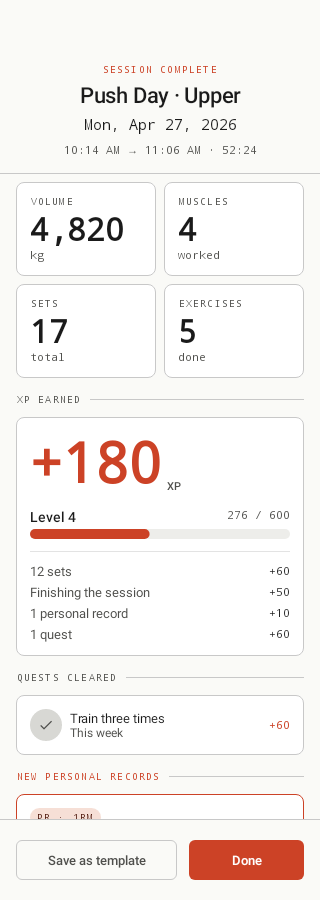 SESSION COMPLETE
Push Day · Upper
Mon, Apr 27, 2026
10:14 AM → 11:06 AM · 52:24
VOLUME
4,820
kg
MUSCLES
4
worked
SETS
17
total
EXERCISES
5
done
XP EARNED
+180 XP
Level 4 276 / 600
12 sets +60
Finishing the session +50
1 personal record +10
1 quest +60
QUESTS CLEARED
Train three times +60
This week
NEW PERSONAL RECORDS
PR · 1RM
Save as template Done